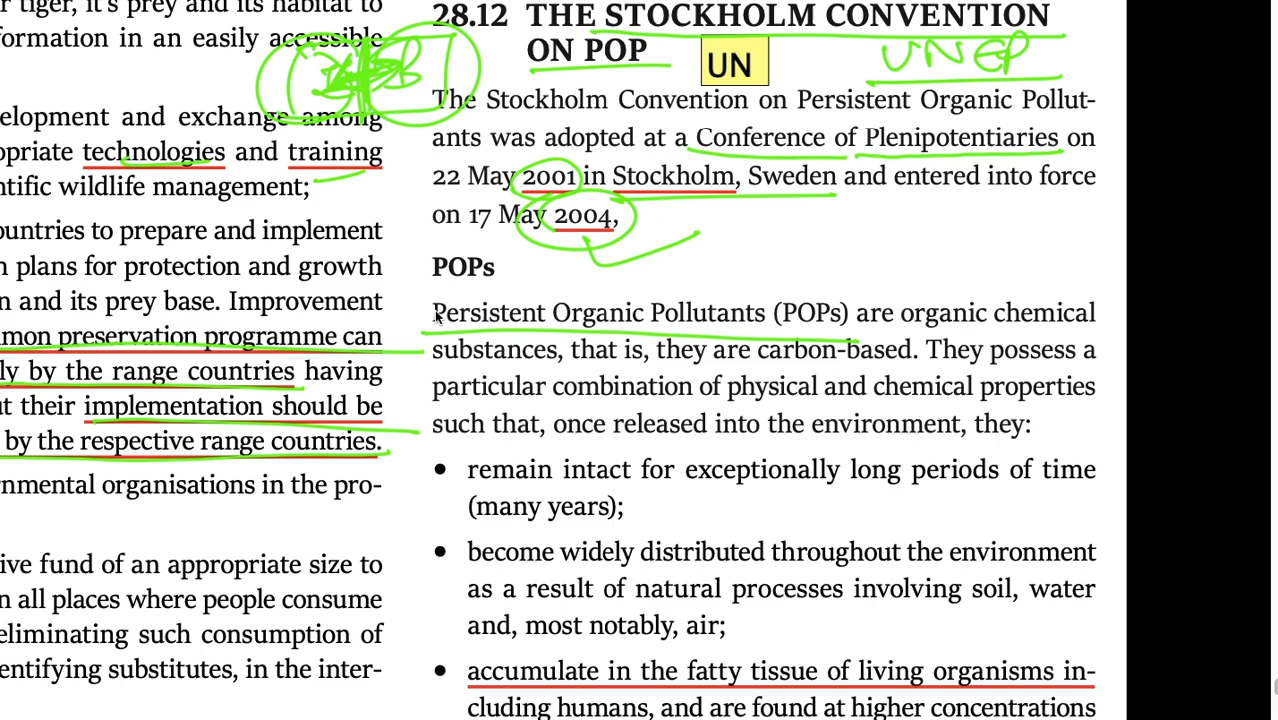 r tiger, it's prey and its habitat to
formation in an easily accessible
elopment and exchange among
opriate technologies and training
ntific wildlife management;
ountries to prepare and implement
n plans for protection and growth
n and its prey base. Improvement
mmon preservation programme can
ly by the range countries having
ut their implementation should be
by the respective range countries.
rnmental organisations in the pro-
ive fund of an appropriate size to
n all places where people consume
eliminating such consumption of
entifying substitutes, in the inter-
28.12 THE STOCKHOLM CONVENTION
ON POP
UN
UNEP
The Stockholm Convention on Persistent Organic Pollut-
ants was adopted at a Conference of Plenipotentiaries on
22 May 2001 in Stockholm, Sweden and entered into force
on 17 May 2004,
POPs
Persistent Organic Pollutants (POPs) are organic chemical
substances, that is, they are carbon-based. They possess a
particular combination of physical and chemical properties
such that, once released into the environment, they:
• remain intact for exceptionally long periods of time
(many years);
• become widely distributed throughout the environment
as a result of natural processes involving soil, water
and, most notably, air;
• accumulate in the fatty tissue of living organisms in-
cluding humans, and are found at higher concentrations